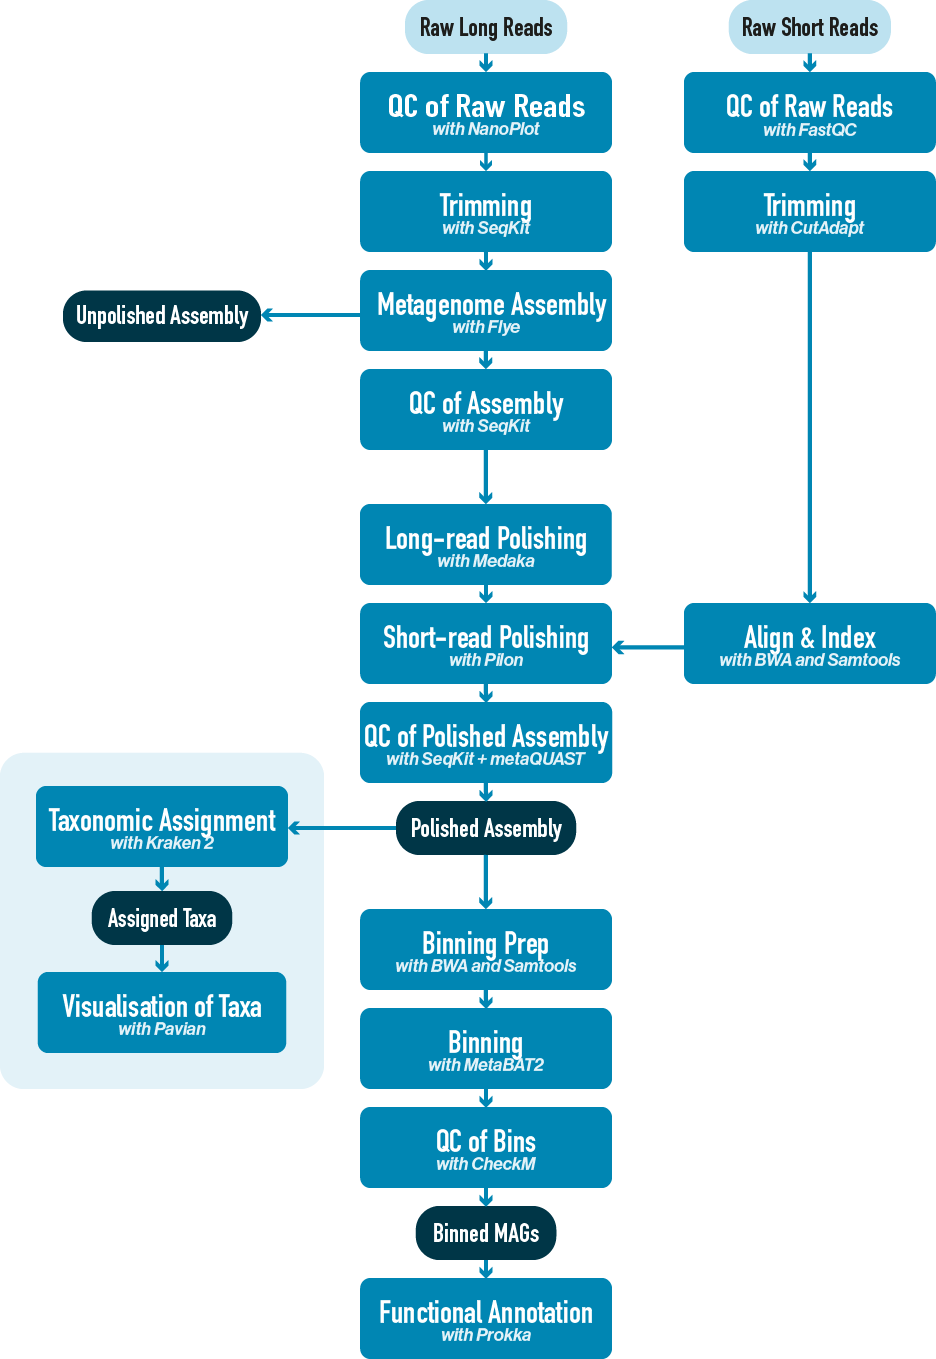 Raw Long Reads
Raw Short Reads
QC of Raw Reads
with NanoPlot
QC of Raw Reads
with FastQC
Trimming
with SeqKit
Trimming
with CutAdapt
Metagenome Assembly
with Flye
Unpolished Assembly
QC of Assembly
with SeqKit
Long-read Polishing
with Medaka
Short-read Polishing
with Pilon
Align & Index
with BWA and Samtools
QC of Polished Assembly
with SeqKit + metaQUAST
Polished Assembly
Taxonomic Assignment
with Kraken 2
Assigned Taxa
Visualisation of Taxa
with Pavian
Binning Prep
with BWA and Samtools
Binning
with MetaBAT2
QC of Bins
with CheckM
Binned MAGs
Functional Annotation
with Prokka